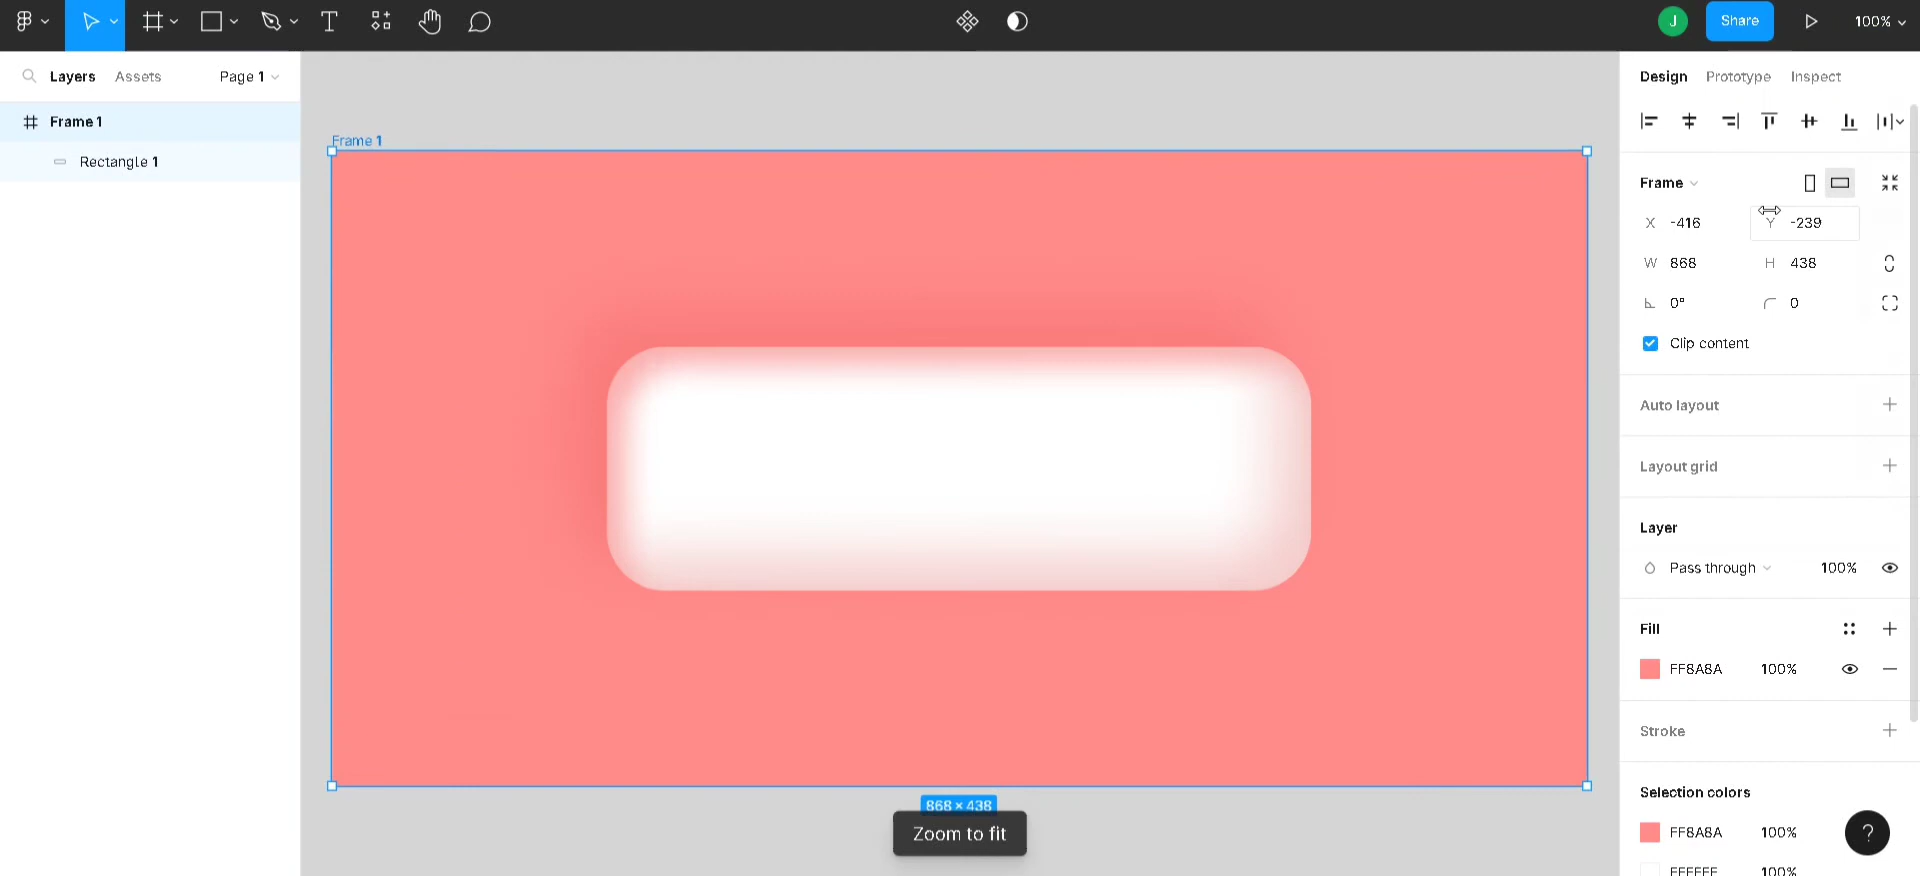 J
Share
100%
Layers
Assets
Page 1
Frame 1
Rectangle 1
Frame 1
868 × 438
Zoom to fit
Design
Prototype
Inspect
Frame
X -416
Y -239
W 868
H 438
0°
0
Clip content
Auto layout
Layout grid
Layer
Pass through
100%
Fill
FF8A8A 100%
Stroke
Selection colors
FF8A8A 100%
?
FFFFFF 100%